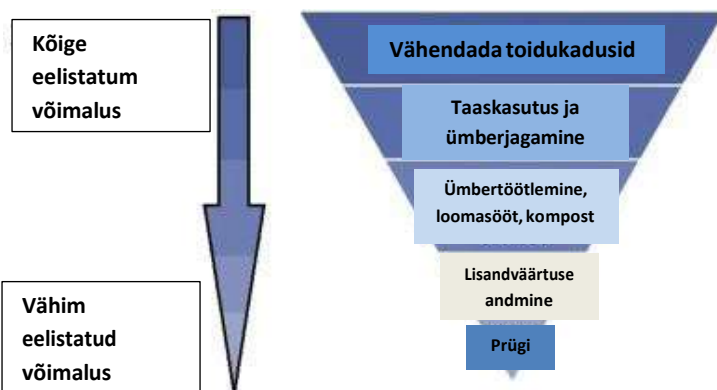 Kõige
eelistatum
võimalus
Vähendada toidukadusid
Taaskasutus ja
ümberjagamine
Ümbertöötlemine,
loomasööt, kompost
Lisandväärtuse
andmine
Vähim
eelistatud
võimalus
Prügi